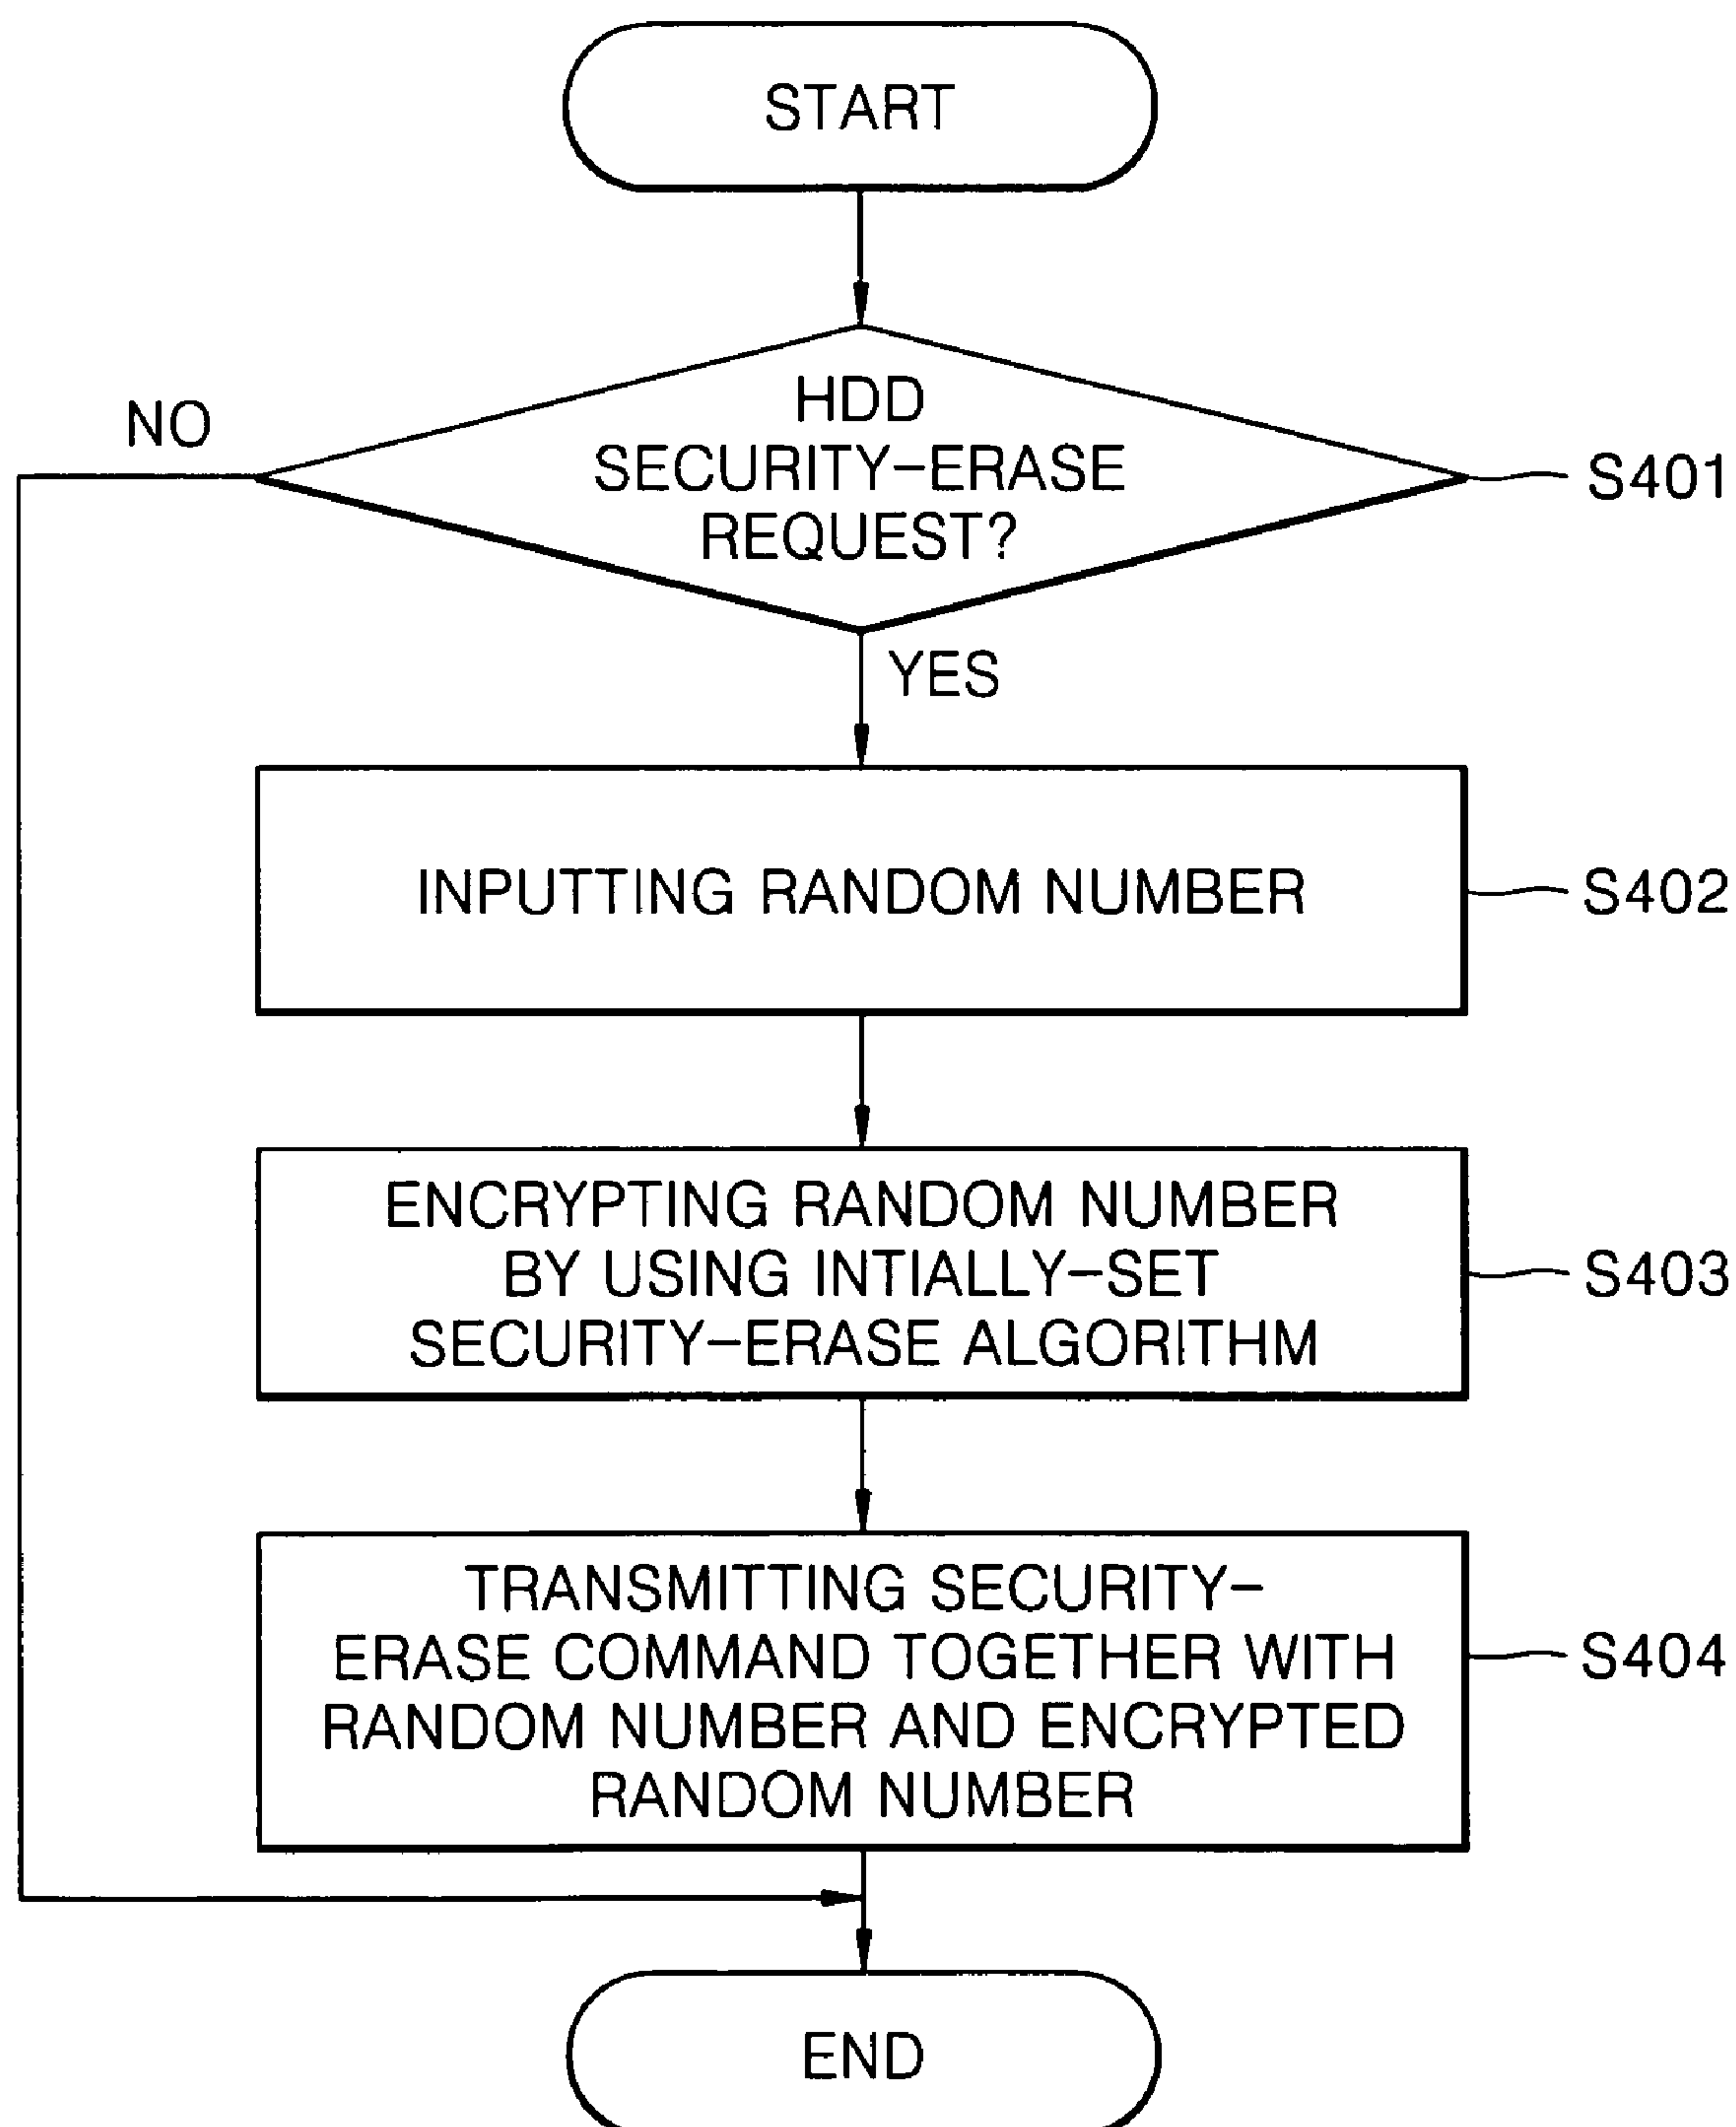 START
HDD
SECURITY-ERASE
REQUEST?
NO
S401
YES
INPUTTING RANDOM NUMBER
S402
ENCRYPTING RANDOM NUMBER
BY USING INTIALLY-SET
SECURITY-ERASE ALGORITHM
S403
TRANSMITTING SECURITY-
ERASE COMMAND TOGETHER WITH
RANDOM NUMBER AND ENCRYPTED
RANDOM NUMBER
S404
END